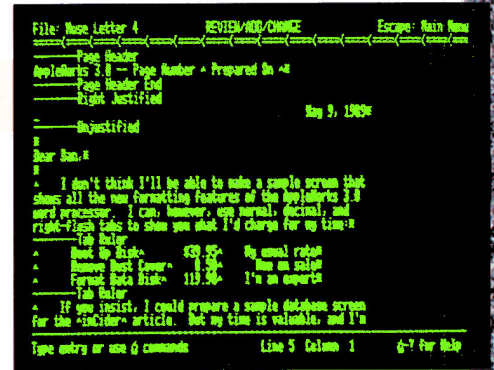 File: Muse Letter 4 REVIEW/ADD/CHANGE Escape: Main Menu
=====<====<====<====<====<====<====<====<====<====<====<====<====<====<====
--------Page Header
AppleWorks 3.0 -- Page Number ^ Prepared On ^
--------Page Header End
--------Right Justified
May 9, 1989
--------Unjustified
Dear Dan,
^ I don't think I'll be able to make a sample screen that
shows all the new formatting features of the AppleWorks 3.0
word processor. I can, however, use normal, decimal, and
right-flush tabs to show you what I'd charge for my time:
--------Tab Ruler
^ Boot Up Disk^ $39.95^ My usual rate
^ Remove Dust Cover^ Now on sale
^ Format Data Disk^ I'm an expert
--------Tab Ruler
^ If you insist, I could prepare a sample database screen
for the ^inCider^ article. But my time is valuable, and I'm
Type entry or use commands Line 5 Column 1 -? for Help